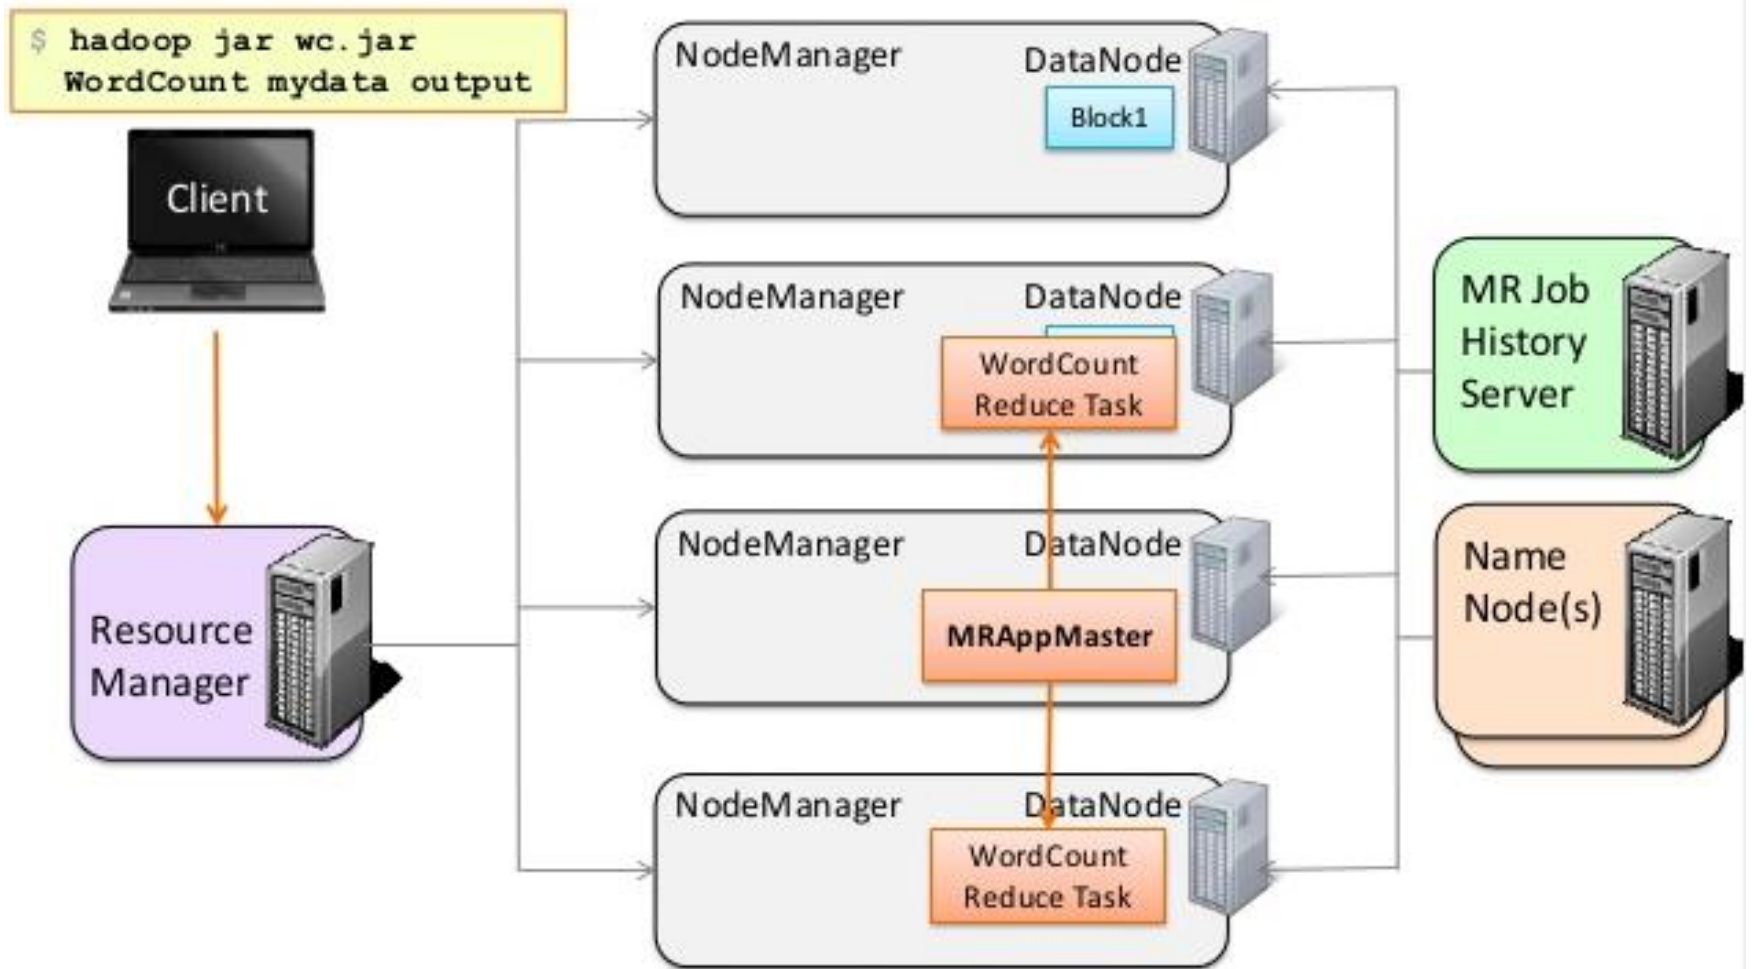 $ hadoop jar wc.jar
WordCount mydata output
Client
Resource
Manager
NodeManager
DataNode
Block1
NodeManager
DataNode
WordCount
Reduce Task
NodeManager
DataNode
MRAppMaster
NodeManager
DataNode
WordCount
Reduce Task
MR Job
History
Server
Name
Node(s)